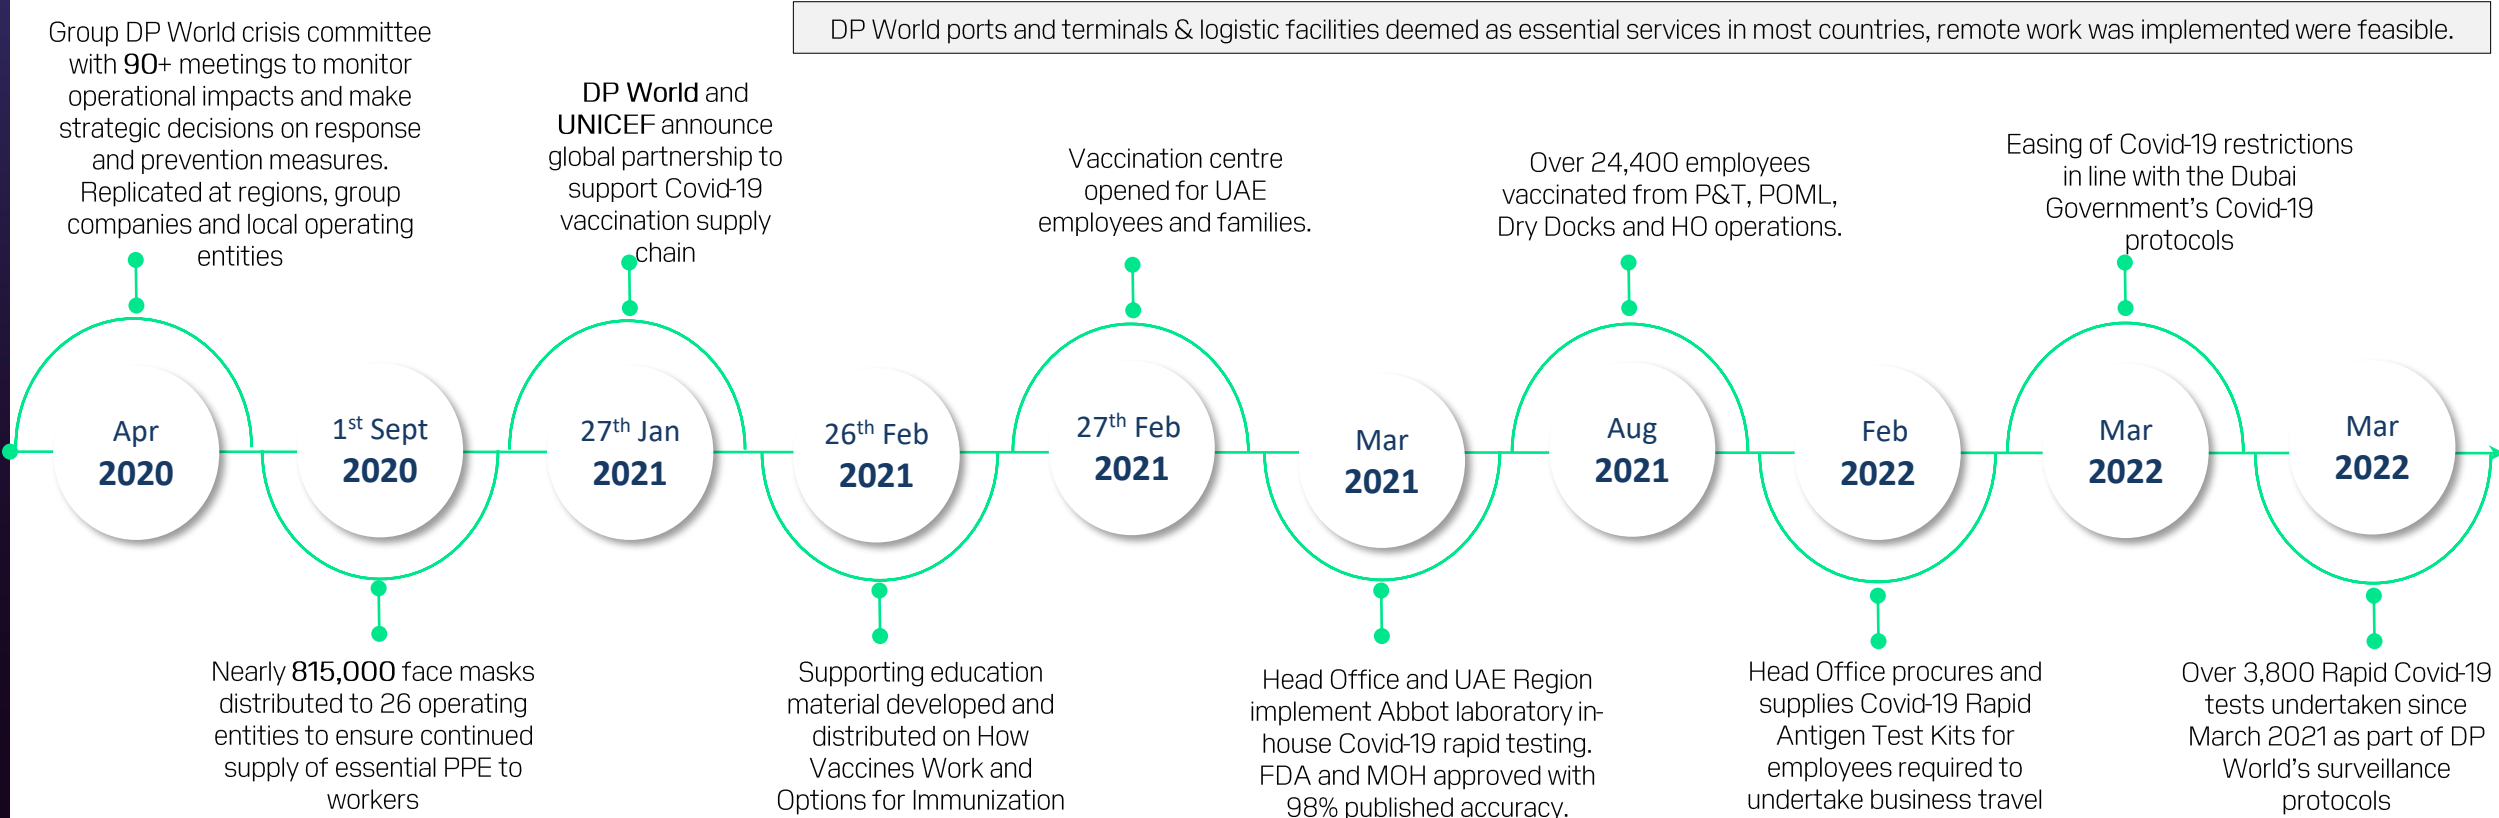 DP World ports and terminals & logistic facilities deemed as essential services in most countries, remote work was implemented were feasible.
Group DP World crisis committee
with 90+ meetings to monitor
operational impacts and make
strategic decisions on response
and prevention measures.
Replicated at regions, group
companies and local operating
entities
DP World and
UNICEF announce
global partnership to
support Covid-19
vaccination supply
chain
Vaccination centre
opened for UAE
employees and families.
Over 24,400 employees
vaccinated from P&T, POML,
Dry Docks and HO operations.
Easing of Covid-19 restrictions
in line with the Dubai
Government's Covid-19
protocols
Apr
2020
1st Sept
2020
27th Jan
2021
26th Feb
2021
27th Feb
2021
Mar
2021
Aug
2021
Feb
2022
Mar
2022
Mar
2022
Nearly 815,000 face masks
distributed to 26 operating
entities to ensure continued
supply of essential PPE to
workers
Supporting education
material developed and
distributed on How
Vaccines Work and
Options for Immunization
Head Office and UAE Region
implement Abbot laboratory in-
house Covid-19 rapid testing.
FDA and MOH approved with
98% published accuracy.
Head Office procures and
supplies Covid-19 Rapid
Antigen Test Kits for
employees required to
undertake business travel
Over 3,800 Rapid Covid-19
tests undertaken since
March 2021 as part of DP
World's surveillance
protocols